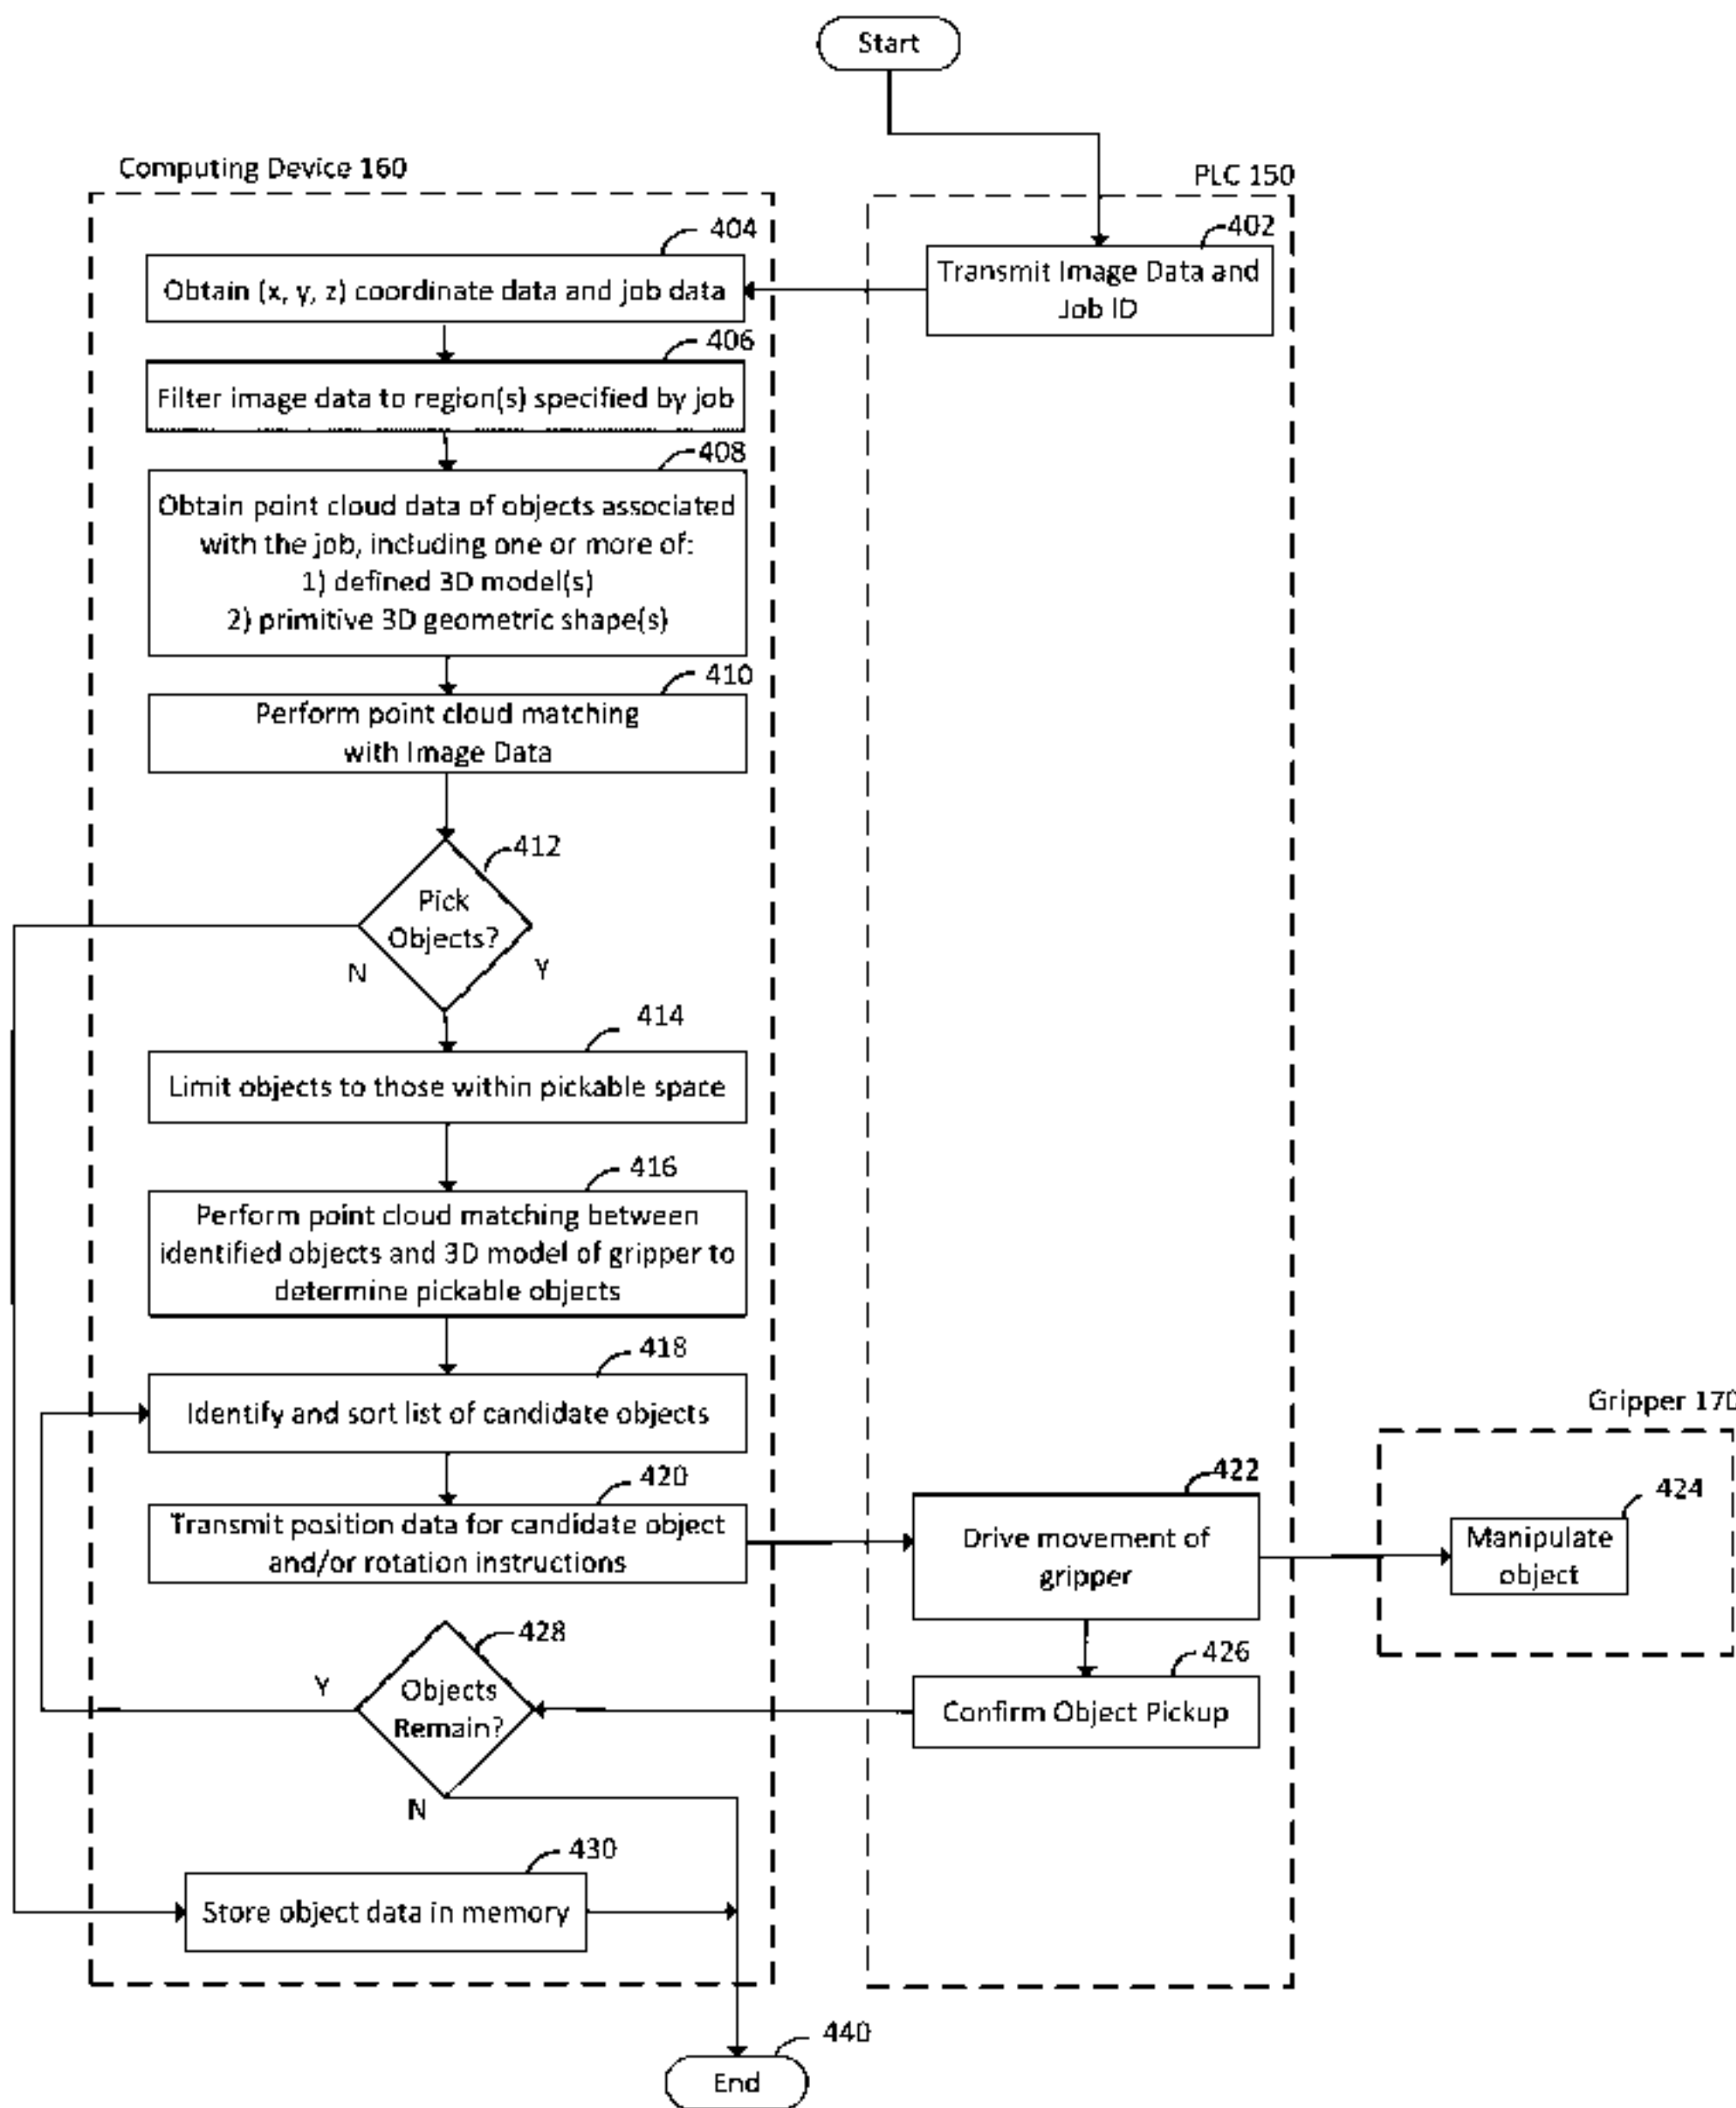 Start
Computing Device 160
PLC 150
404
402
Obtain (x, y, z) coordinate data and job data
Transmit Image Data and
Job ID
406
Filter image data to region(s) specified by job
408
Obtain point cloud data of objects associated
with the job, including one or more of:
1) defined 3D model(s)
2) primitive 3D geometric shape(s)
410
Perform point cloud matching
with Image Data
412
Pick
Objects?
N
Y
414
Limit objects to those within pickable space
416
Perform point cloud matching between
identified objects and 3D model of gripper to
determine pickable objects
418
Identify and sort list of candidate objects
Gripper 170
420
Transmit position data for candidate object
and/or rotation instructions
422
Drive movement of
gripper
424
Manipulate
object
428
Objects
Remain?
Y
N
426
Confirm Object Pickup
430
Store object data in memory
440
End